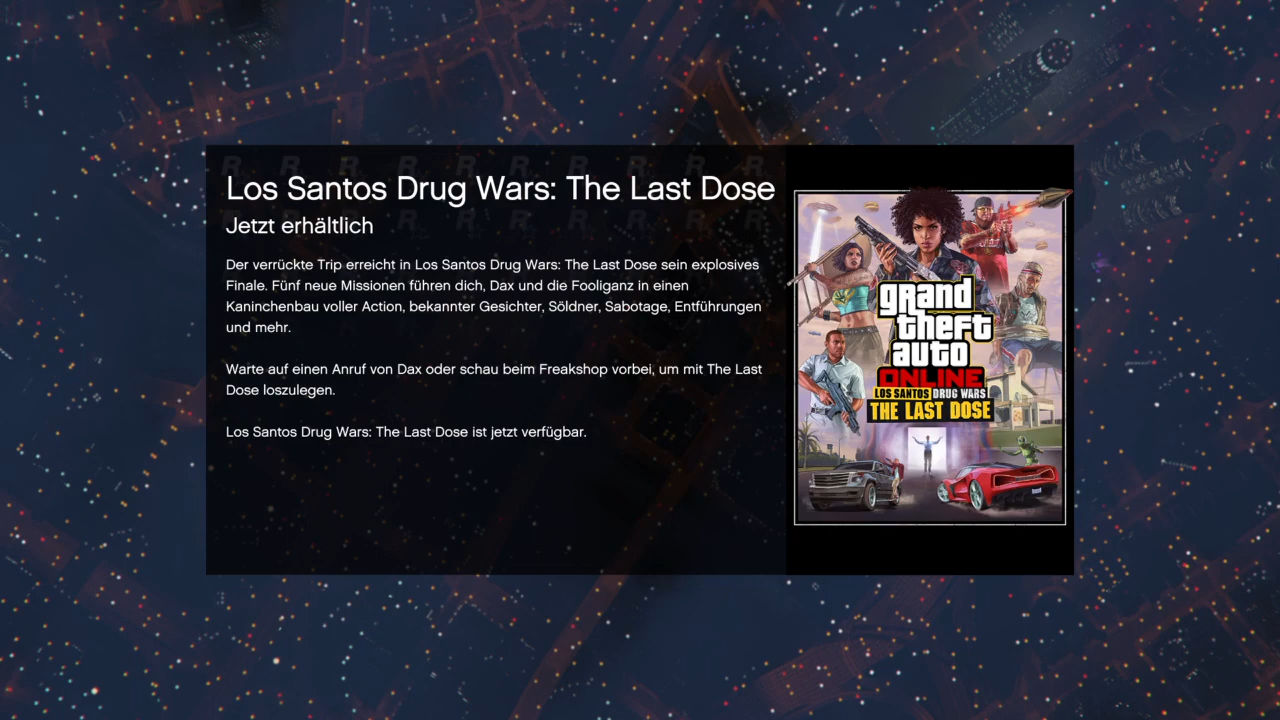 Los Santos Drug Wars: The Last Dose
Jetzt erhältlich
Der verrückte Trip erreicht in Los Santos Drug Wars: The Last Dose sein explosives
Finale. Fünf neue Missionen führen dich, Dax und die Fooliganz in einen
Kaninchenbau voller Action, bekannter Gesichter, Söldner, Sabotage, Entführungen
und mehr.
Warte auf einen Anruf von Dax oder schau beim Freakshop vorbei, um mit The Last
Dose loszulegen.
Los Santos Drug Wars: The Last Dose ist jetzt verfügbar.
grand
theft
auto
ONLINE
LOS SANTOS DRUG WARS
THE LAST DOSE